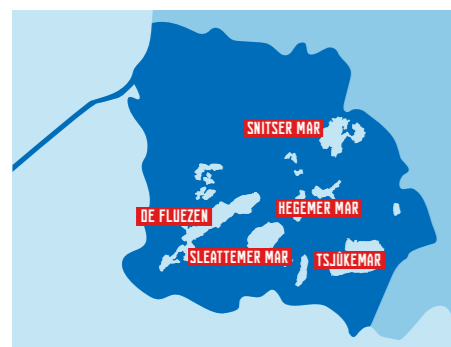 SNITSER MAR
HEGEMER MAR
DE FLUEZEN
SLEATTEMER MAR
TSJÛKEMAR